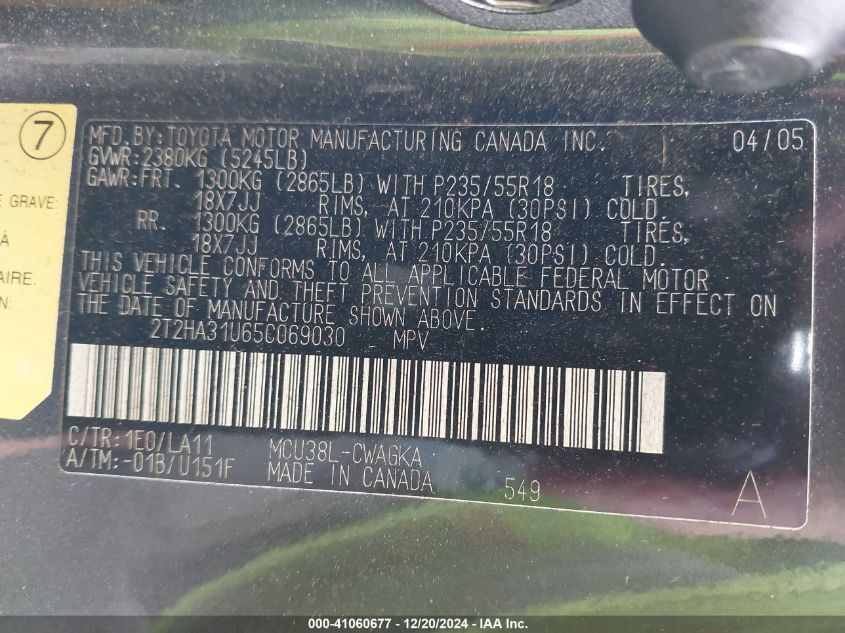 7
E GRAVE:
À
AIRE.
MFD. BY: TOYOTA MOTOR MANUFACTURING CANADA INC. 04/05
GVWR: 2380KG (5245LB)
GAWR: FRT. 1300KG (2865LB) WITH P235/55R18 TIRES,
18X7JJ RIMS, AT 210KPA (30PSI) COLD.
RR. 1300KG (2865LB) WITH P235/55R18 TIRES,
18X7JJ RIMS, AT 210KPA (30PSI) COLD.
THIS VEHICLE CONFORMS TO ALL APPLICABLE FEDERAL MOTOR
VEHICLE SAFETY AND THEFT PREVENTION STANDARDS IN EFFECT ON
THE DATE OF MANUFACTURE SHOWN ABOVE.
2T2HA31U65C069030 MPV
C/TR: 1E0/LA11 MCU38L-CWAGKA
A/TM: -01B/U151F MADE IN CANADA 549 A
000-41060677 — 12/20/2024 — IAA Inc.